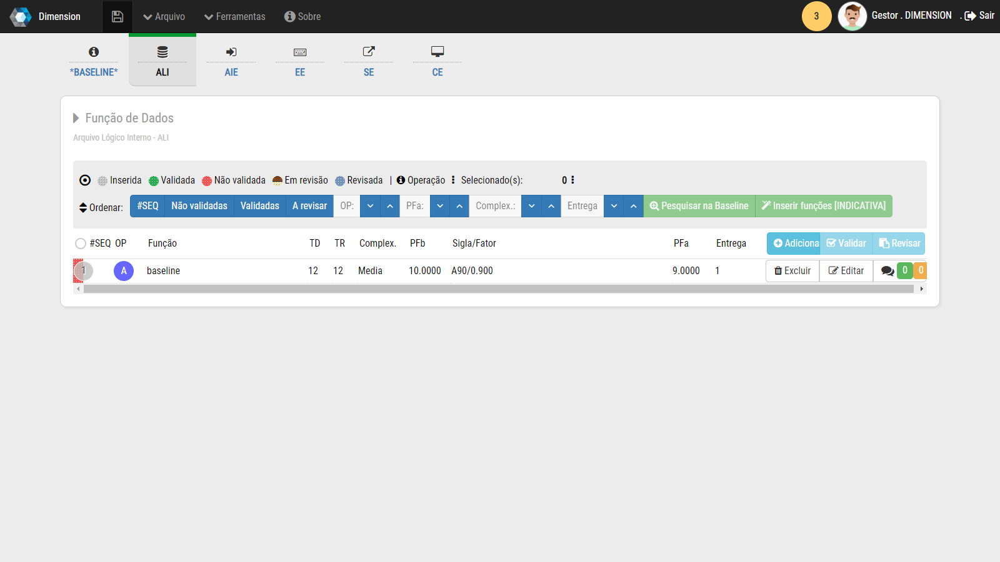 Dimension Arquivo Ferramentas Sobre 3 Gestor . DIMENSION . Sair
*BASELINE* ALI AIE EE SE CE
Função de Dados
Arquivo Lógico Interno - ALI
Inserida Validada Não validada Em revisão Revisada | Operação Selecionado(s): 0
Ordenar: #SEQ Não validadas Validadas A revisar OP: PFa: Complex.: Entrega Pesquisar na Baseline Inserir funções [INDICATIVA]
#SEQ OP Função TD TR Complex. PFb Sigla/Fator PFa Entrega Adiciona Validar Revisar
1 A baseline 12 12 Media 10.0000 A90/0.900 9.0000 1 Excluir Editar 0 0